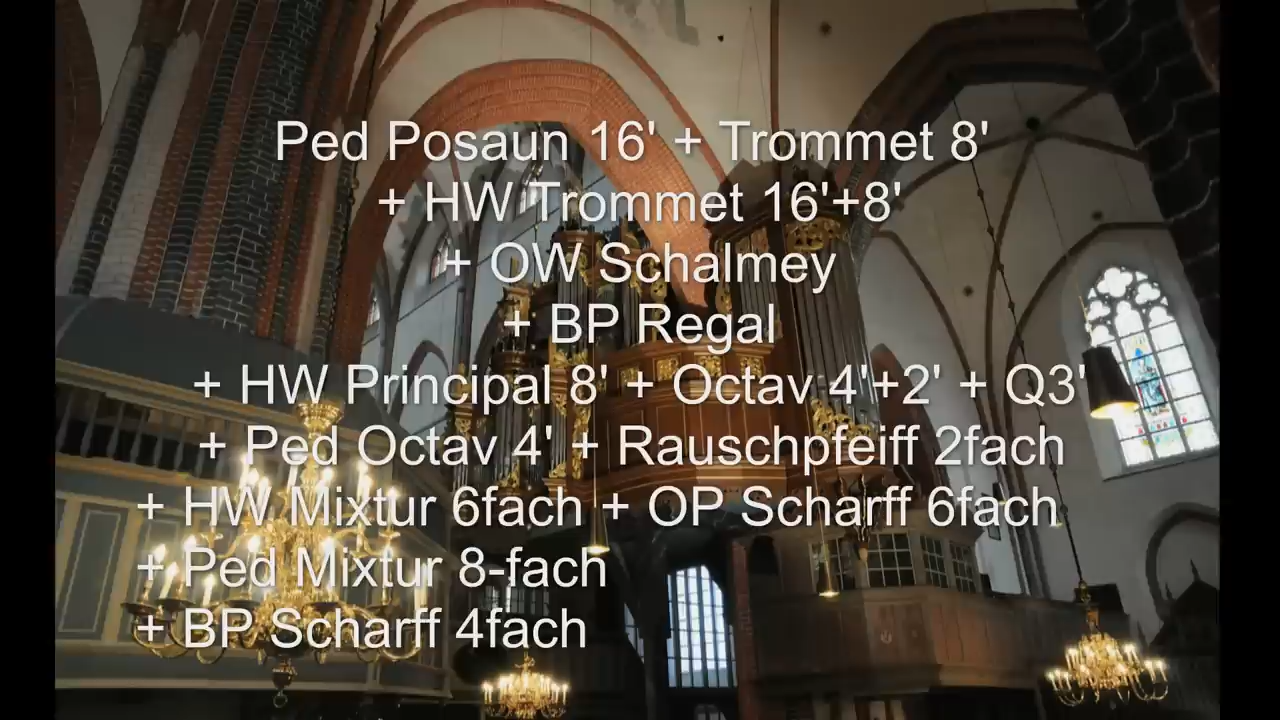 Ped Posaun 16' + Trommet 8'
+ HW Trommet 16'+8'
+ OW Schalmey
+ BP Regal
+ HW Principal 8' + Octav 4'+2' + Q3'
+ Ped Octav 4' + Rauschpfeiff 2fach
+ HW Mixtur 6fach + OP Scharff 6fach
+ Ped Mixtur 8-fach
+ BP Scharff 4fach